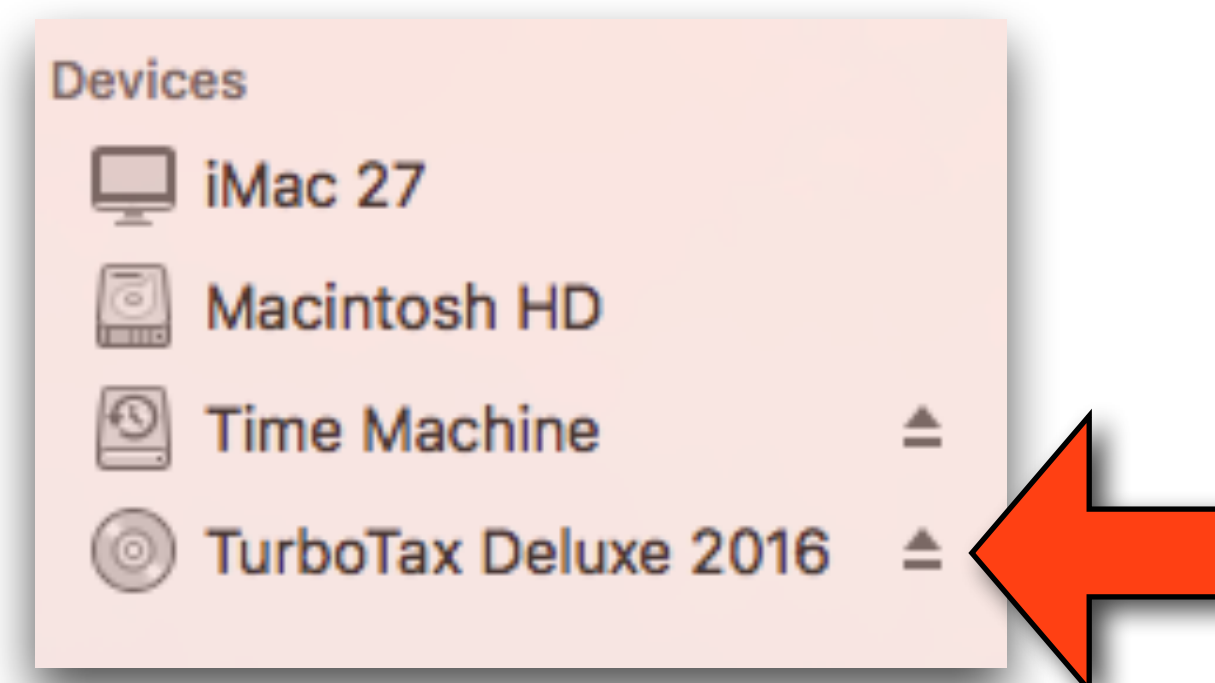 Devices
iMac 27
Macintosh HD
Time Machine
TurboTax Deluxe 2016